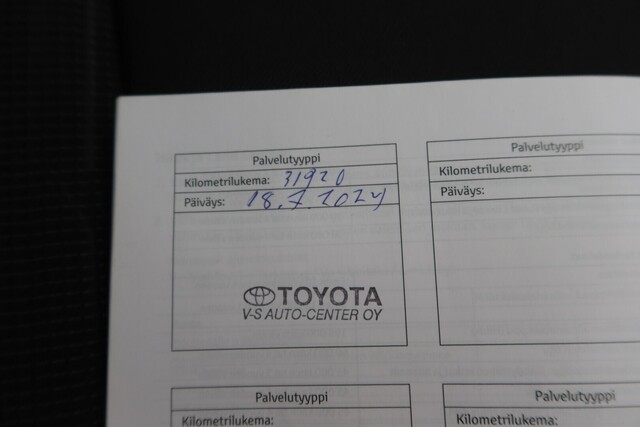 Palvelutyyppi
Kilometrilukema: 31920
Päiväys: 18.7.2024
TOYOTA
V-S AUTO-CENTER OY
Palvelutyyppi
Kilometrilukema:
Päiväys:
Palvelutyyppi
Kilometrilukema:
Palvelutyyppi
Kilometrilukema: